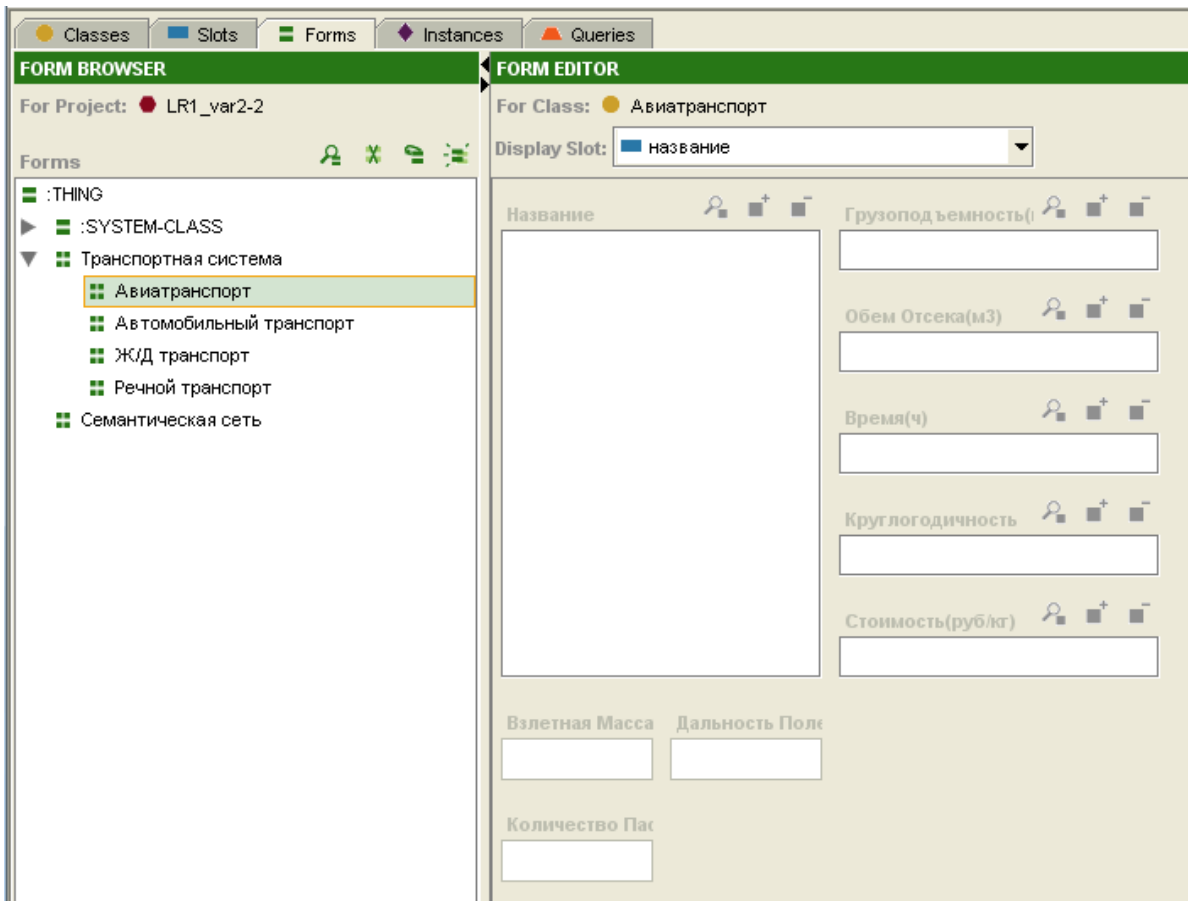 Classes Slots Forms Instances Queries
FORM BROWSER
For Project: LR1_var2-2
Forms
:THING
:SYSTEM-CLASS
Транспортная система
Авиатранспорт
Автомобильный транспорт
Ж/Д транспорт
Речной транспорт
Семантическая сеть
FORM EDITOR
For Class: Авиатранспорт
Display Slot: название
Название
Грузоподъемность(
Обем Отсека(м3)
Время(ч)
Круглогодичность
Стоимость(руб/кг)
Взлетная Масса Дальность Поле
Количество Пас